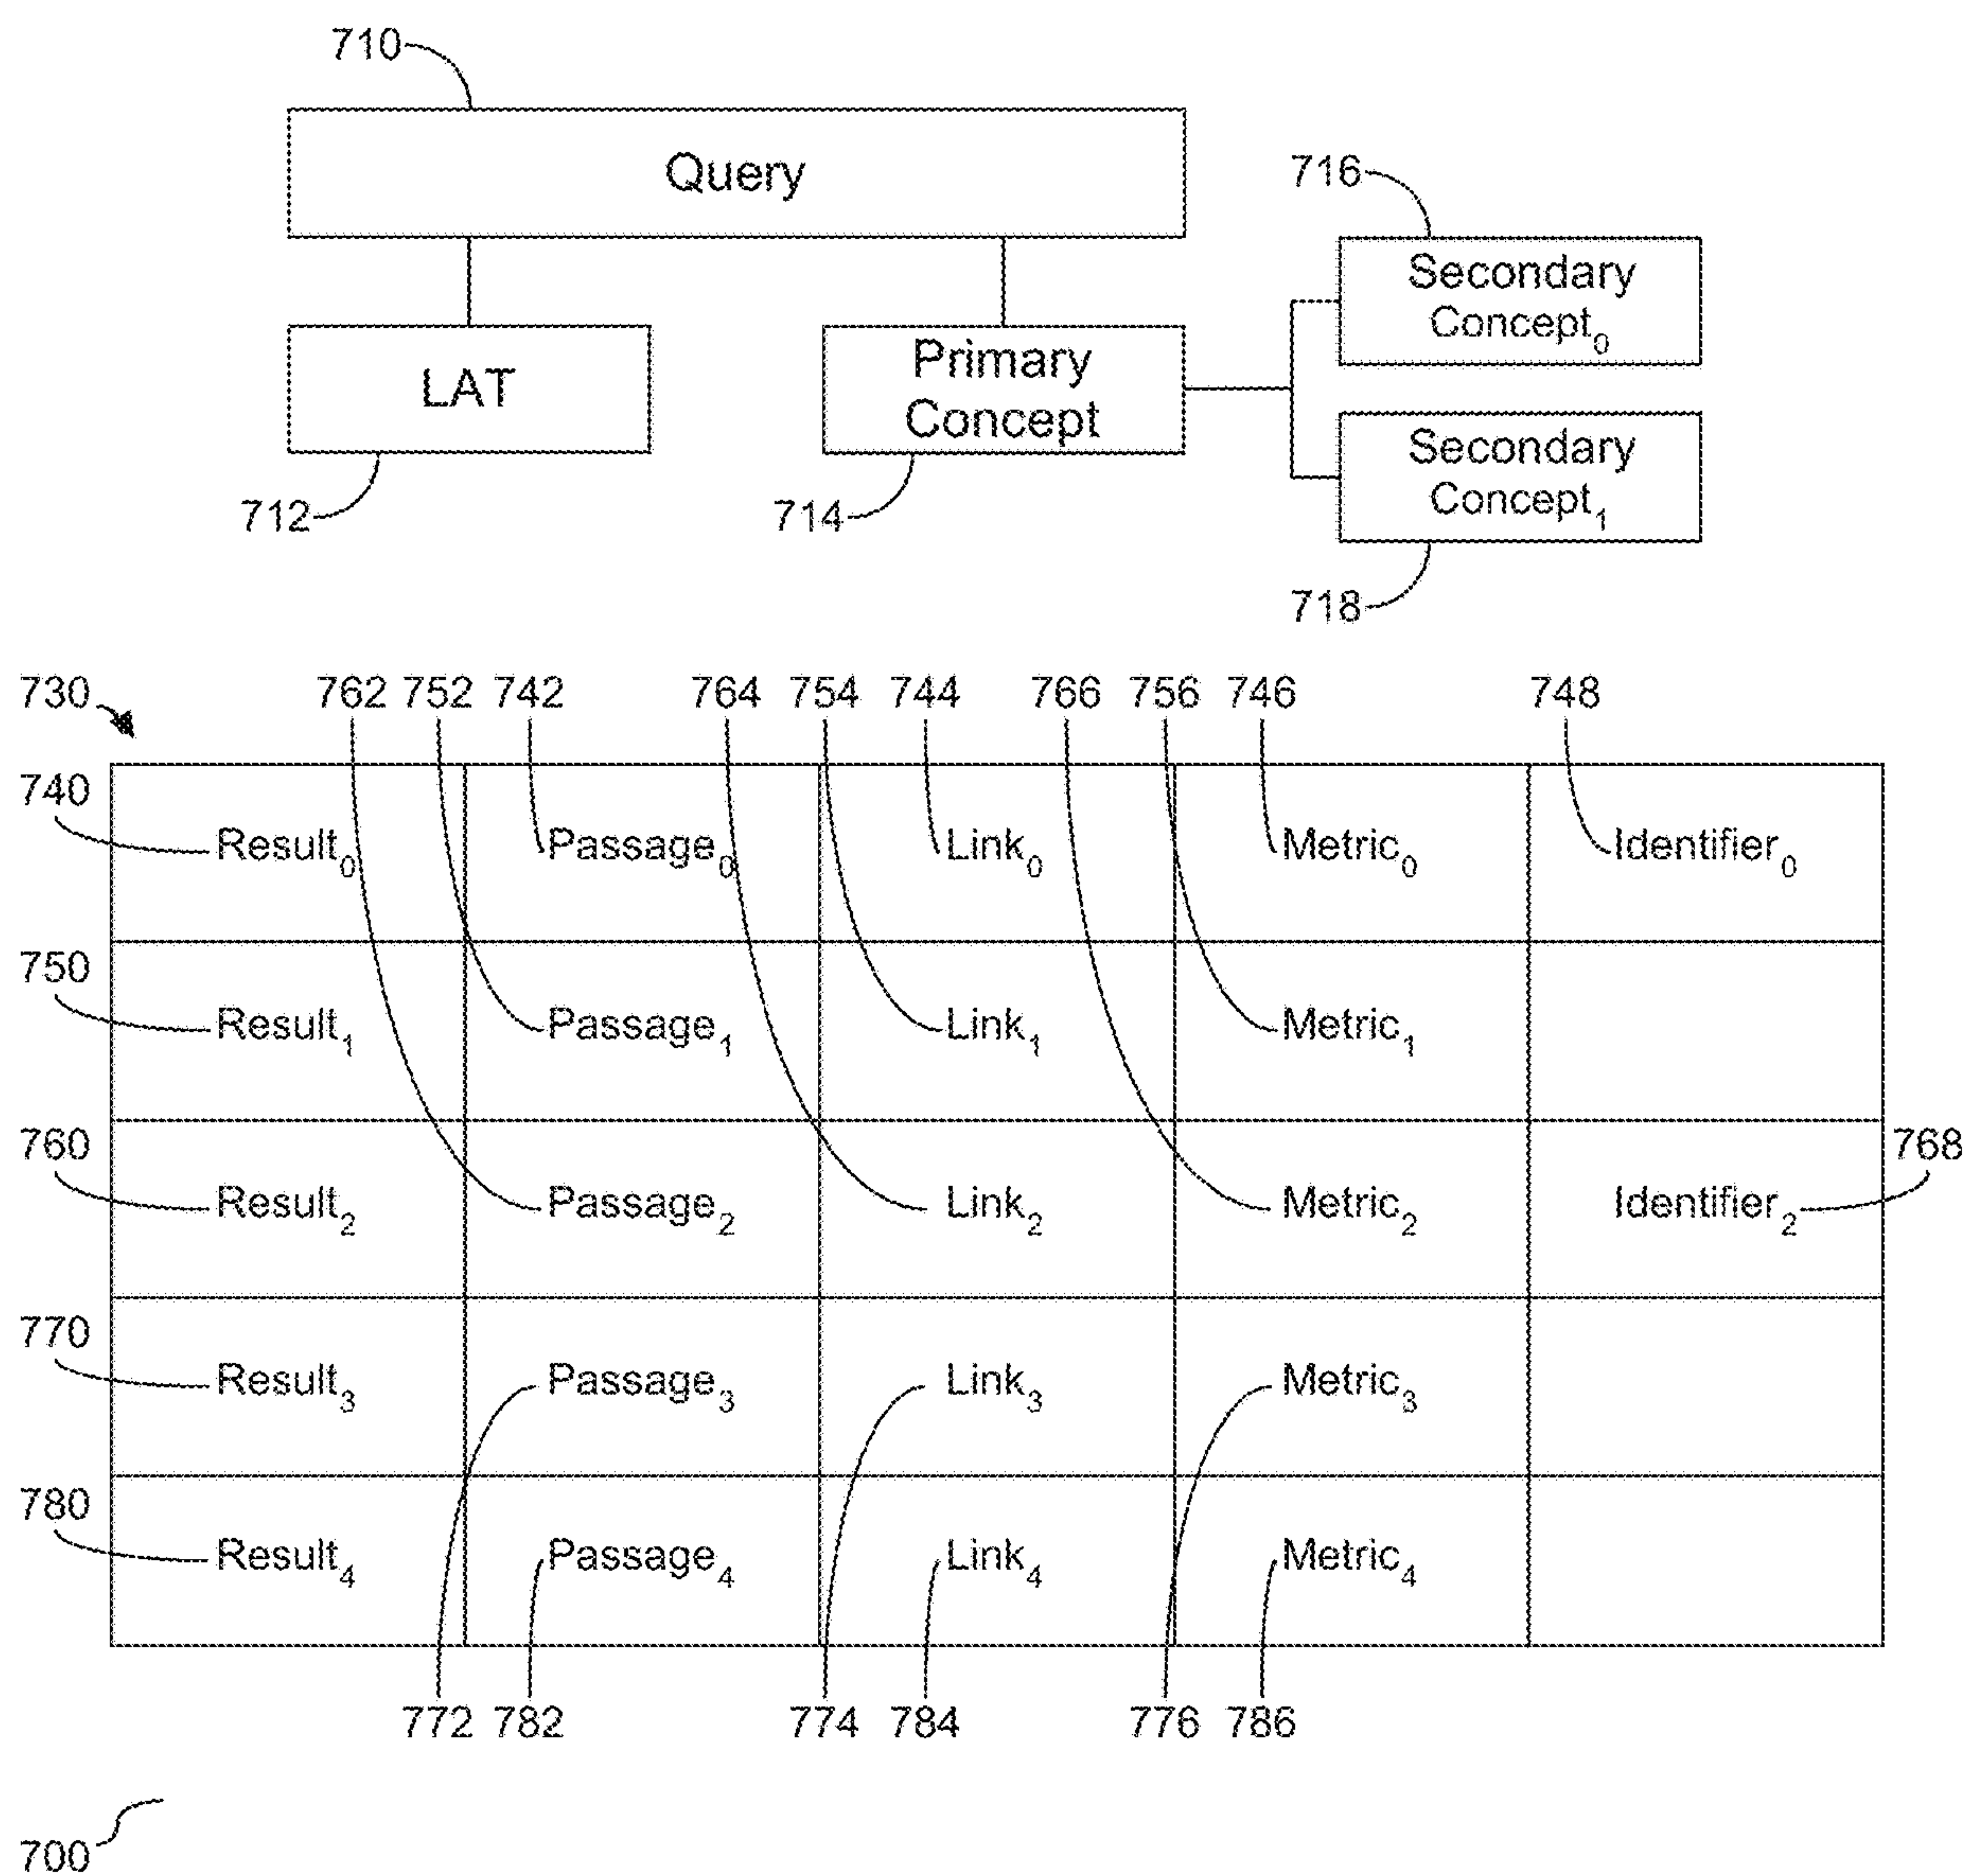 710
Query
716
Secondary
Concept₀
LAT
Primary
Concept
Secondary
Concept₁
712
714
718
730
762 752 742 764 754 744 766 756 746 748
740
Result₀ Passage₀ Link₀ Metric₀ Identifier₀
750
Result₁ Passage₁ Link₁ Metric₁
760 768
Result₂ Passage₂ Link₂ Metric₂ Identifier₂
770
Result₃ Passage₃ Link₃ Metric₃
780
Result₄ Passage₄ Link₄ Metric₄
772 782 774 784 776 786
700